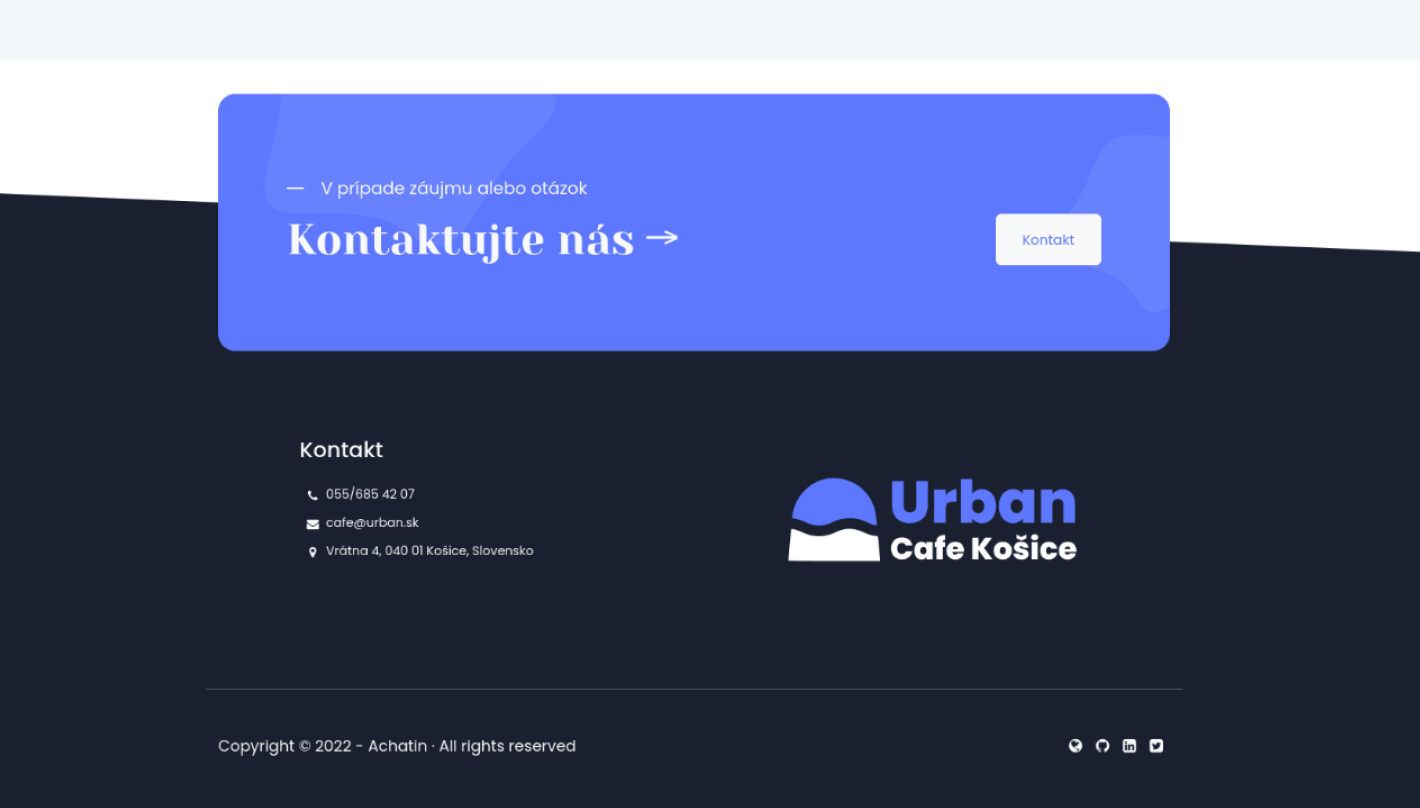 — V prípade záujmu alebo otázok
Kontaktujte nás →
Kontakt
Kontakt
055/685 42 07
cafe@urban.sk
Vrátna 4, 040 01 Košice, Slovensko
Urban
Cafe Košice
Copyright © 2022 - Achatin · All rights reserved